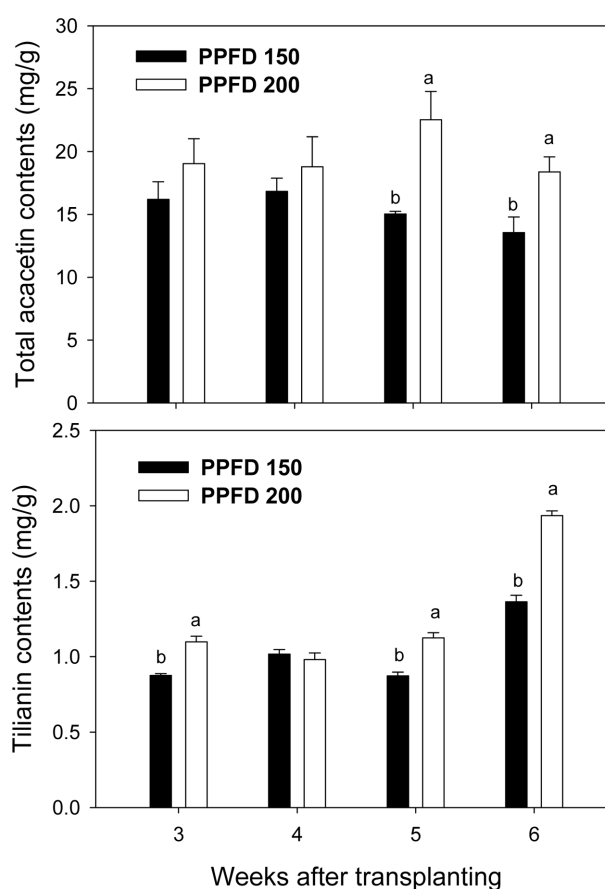 30
25
20
15
10
5
0
Total acacetin contents (mg/g)
PPFD 150
PPFD 200
a
b
a
b
2.5
2.0
1.5
1.0
0.5
0.0
Tilianin contents (mg/g)
PPFD 150
PPFD 200
b
a
b
a
b
a
3 4 5 6
Weeks after transplanting